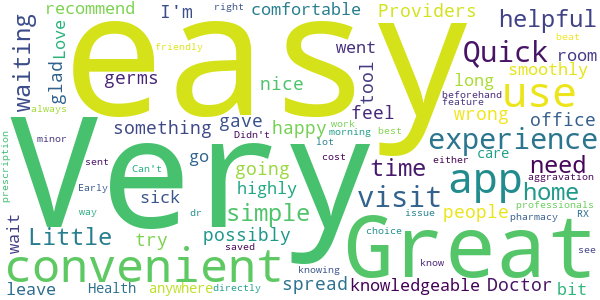 recommend I'm right comfortable Providers helpful
Waiting Love glad friendly easy went tool Quick room beat
germs nice feel long smoothly
beforehand feature use
always something gave Didn't happy work morning best wrong office
Very minor lot experience
prescription sent Can't go going cost time either care need
Early sick highly aggravation
way dr simple visit app home
wait Little try possibly issue people professionals
saved choice Great pharmacy RX
convenient knowing know see
leave Health anywhere directly spread knowledgeable Doctor bit